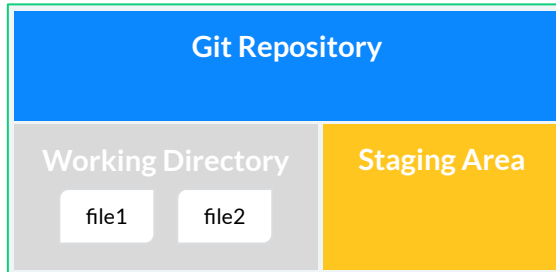 Git Repository
Working Directory
Staging Area
file1
file2